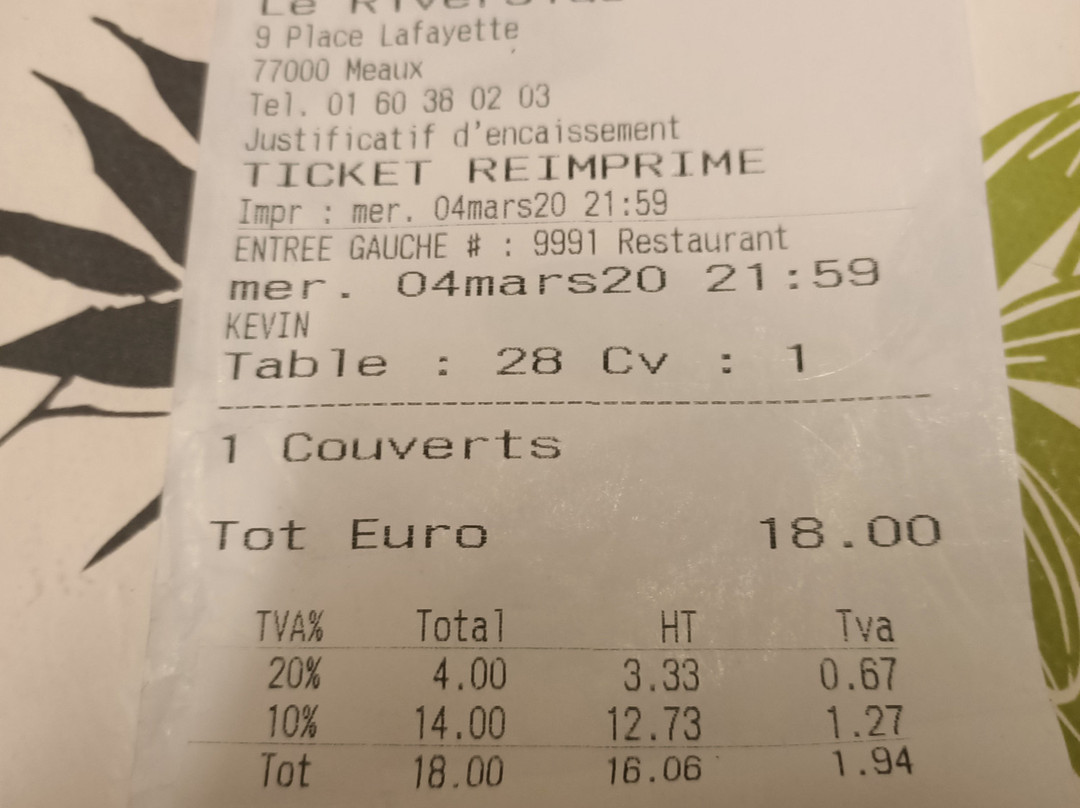 Le
9 Place Lafayette
77000 Meaux
Tel. 01 60 38 02 03
Justificatif d'encaissement
TICKET REIMPRIME
Impr : mer. 04mars20 21:59
ENTREE GAUCHE # : 9991 Restaurant
mer. 04mars20 21:59
KEVIN
Table : 28 Cv : 1
1 Couverts
Tot Euro 18.00
TVA% Total HT Tva
20% 4.00 3.33 0.67
10% 14.00 12.73 1.27
Tot 18.00 16.06 1.94